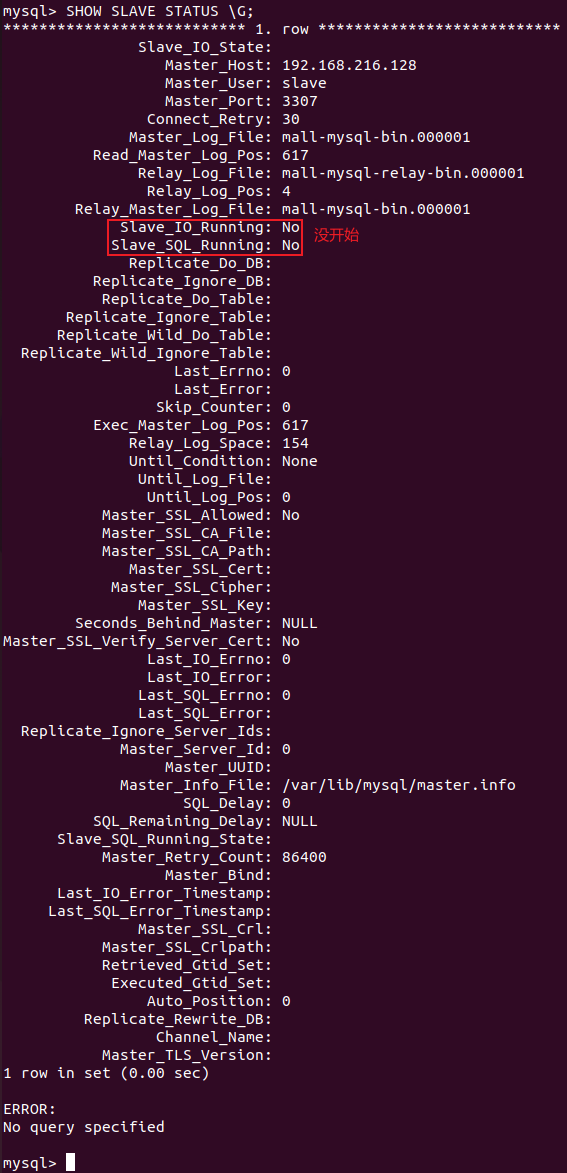 mysql> SHOW SLAVE STATUS \G;
*************************** 1. row ***************************
Slave_IO_State:
Master_Host: 192.168.216.128
Master_User: slave
Master_Port: 3307
Connect_Retry: 30
Master_Log_File: mall-mysql-bin.000001
Read_Master_Log_Pos: 617
Relay_Log_File: mall-mysql-relay-bin.000001
Relay_Log_Pos: 4
Relay_Master_Log_File: mall-mysql-bin.000001
Slave_IO_Running: No
没开始
Slave_SQL_Running: No
Replicate_Do_DB:
Replicate_Ignore_DB:
Replicate_Do_Table:
Replicate_Ignore_Table:
Replicate_Wild_Do_Table:
Replicate_Wild_Ignore_Table:
Last_Errno: 0
Last_Error:
Skip_Counter: 0
Exec_Master_Log_Pos: 617
Relay_Log_Space: 154
Until_Condition: None
Until_Log_File:
Until_Log_Pos: 0
Master_SSL_Allowed: No
Master_SSL_CA_File:
Master_SSL_CA_Path:
Master_SSL_Cert:
Master_SSL_Cipher:
Master_SSL_Key:
Seconds_Behind_Master: NULL
Master_SSL_Verify_Server_Cert: No
Last_IO_Errno: 0
Last_IO_Error:
Last_SQL_Errno: 0
Last_SQL_Error:
Replicate_Ignore_Server_Ids:
Master_Server_Id: 0
Master_UUID:
Master_Info_File: /var/lib/mysql/master.info
SQL_Delay: 0
SQL_Remaining_Delay: NULL
Slave_SQL_Running_State:
Master_Retry_Count: 86400
Master_Bind:
Last_IO_Error_Timestamp:
Last_SQL_Error_Timestamp:
Master_SSL_Crl:
Master_SSL_Crlpath:
Retrieved_Gtid_Set:
Executed_Gtid_Set:
Auto_Position: 0
Replicate_Rewrite_DB:
Channel_Name:
Master_TLS_Version:
1 row in set (0.00 sec)
ERROR:
No query specified
mysql>